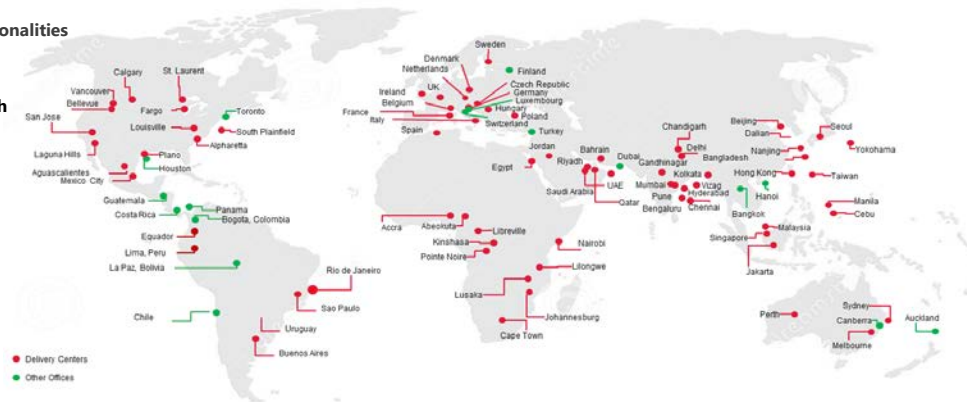 onalities
h
Sweden
Denmark
Netherlands
Finland
Calgary
St. Laurent
Ireland
UK
Czech Republic
Germany
Vancouver
Belgium
Luxembourg
Bellevue
Fargo
Toronto
France
Hungary
Poland
Italy
Switzerland
San Jose
Louisville
South Plainfield
Spain
Turkey
Chandigarh
Beijing
Dalian
Seoul
Alpharetta
Jordan
Bahrain
Delhi
Nanjing
Yokohama
Laguna Hills
Plano
Egypt
Riyadh
Dubai
Gandhinagar
Bangladesh
Houston
Aguascalientes
Mexico City
Saudi Arabia
UAE
Kolkata
Hong Kong
Taiwan
Mumbai
Vizag
Hanoi
Guatemala
Qatar
Pune
Hyderabad
Manila
Costa Rica
Panama
Bengaluru
Chennai
Bangkok
Cebu
Bogota, Colombia
Accra
Abeokuta
Malaysia
Equador
Libreville
Singapore
Lima, Peru
Kinshasa
Nairobi
La Paz, Bolivia
Pointe Noire
Lilongwe
Jakarta
Rio de Janeiro
Lusaka
Sao Paulo
Sydney
Chile
Johannesburg
Perth
Canberra
Auckland
Uruguay
Cape Town
Melbourne
Buenos Aires
Delivery Centers
Other Offices